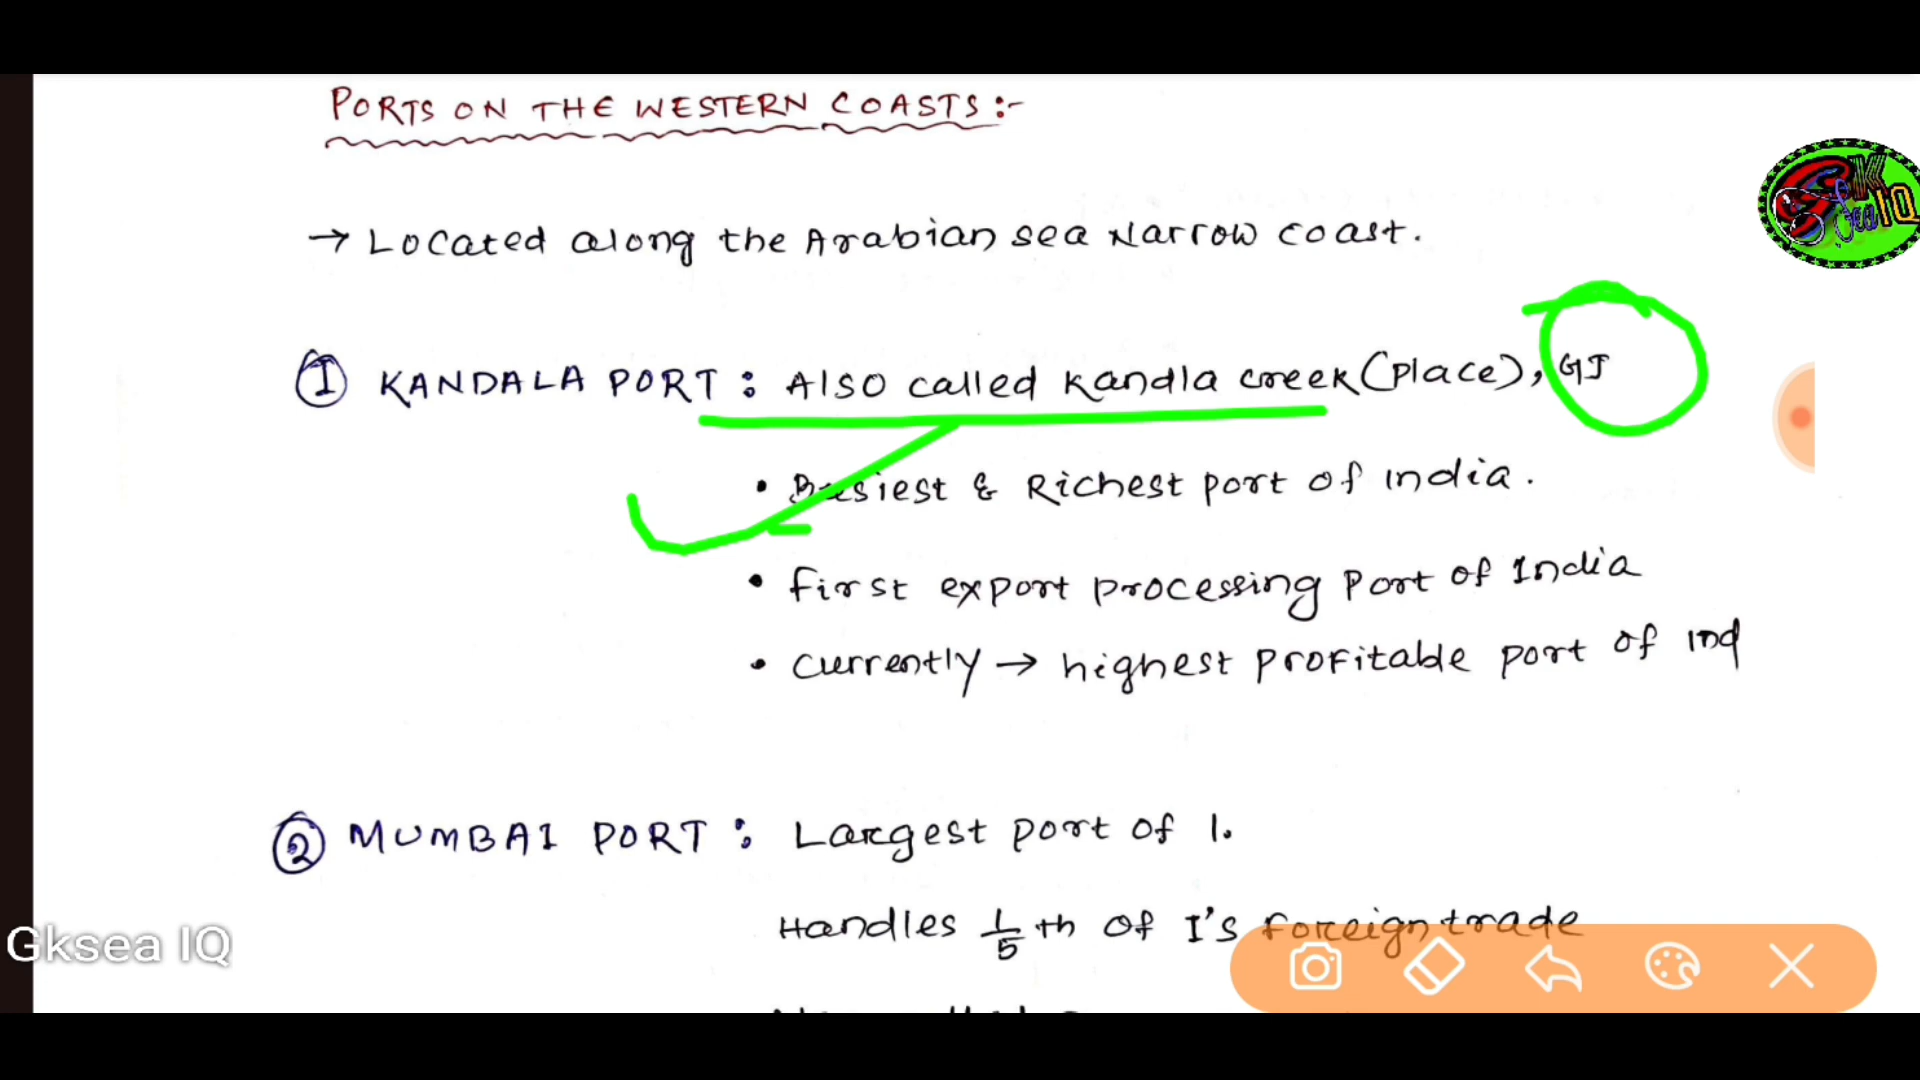 PORTS ON THE WESTERN COASTS :-
→ Located along the Arabian sea Narrow coast.
① KANDALA PORT : Also called Kandla creek (place), GJ
• Busiest & Richest port of india.
• first export processing port of India
• currently → highest profitable port of ind
② MUMBAI PORT : Largest port of I.
Handles 1/5 th of I's foreign trade
Gksea IQ